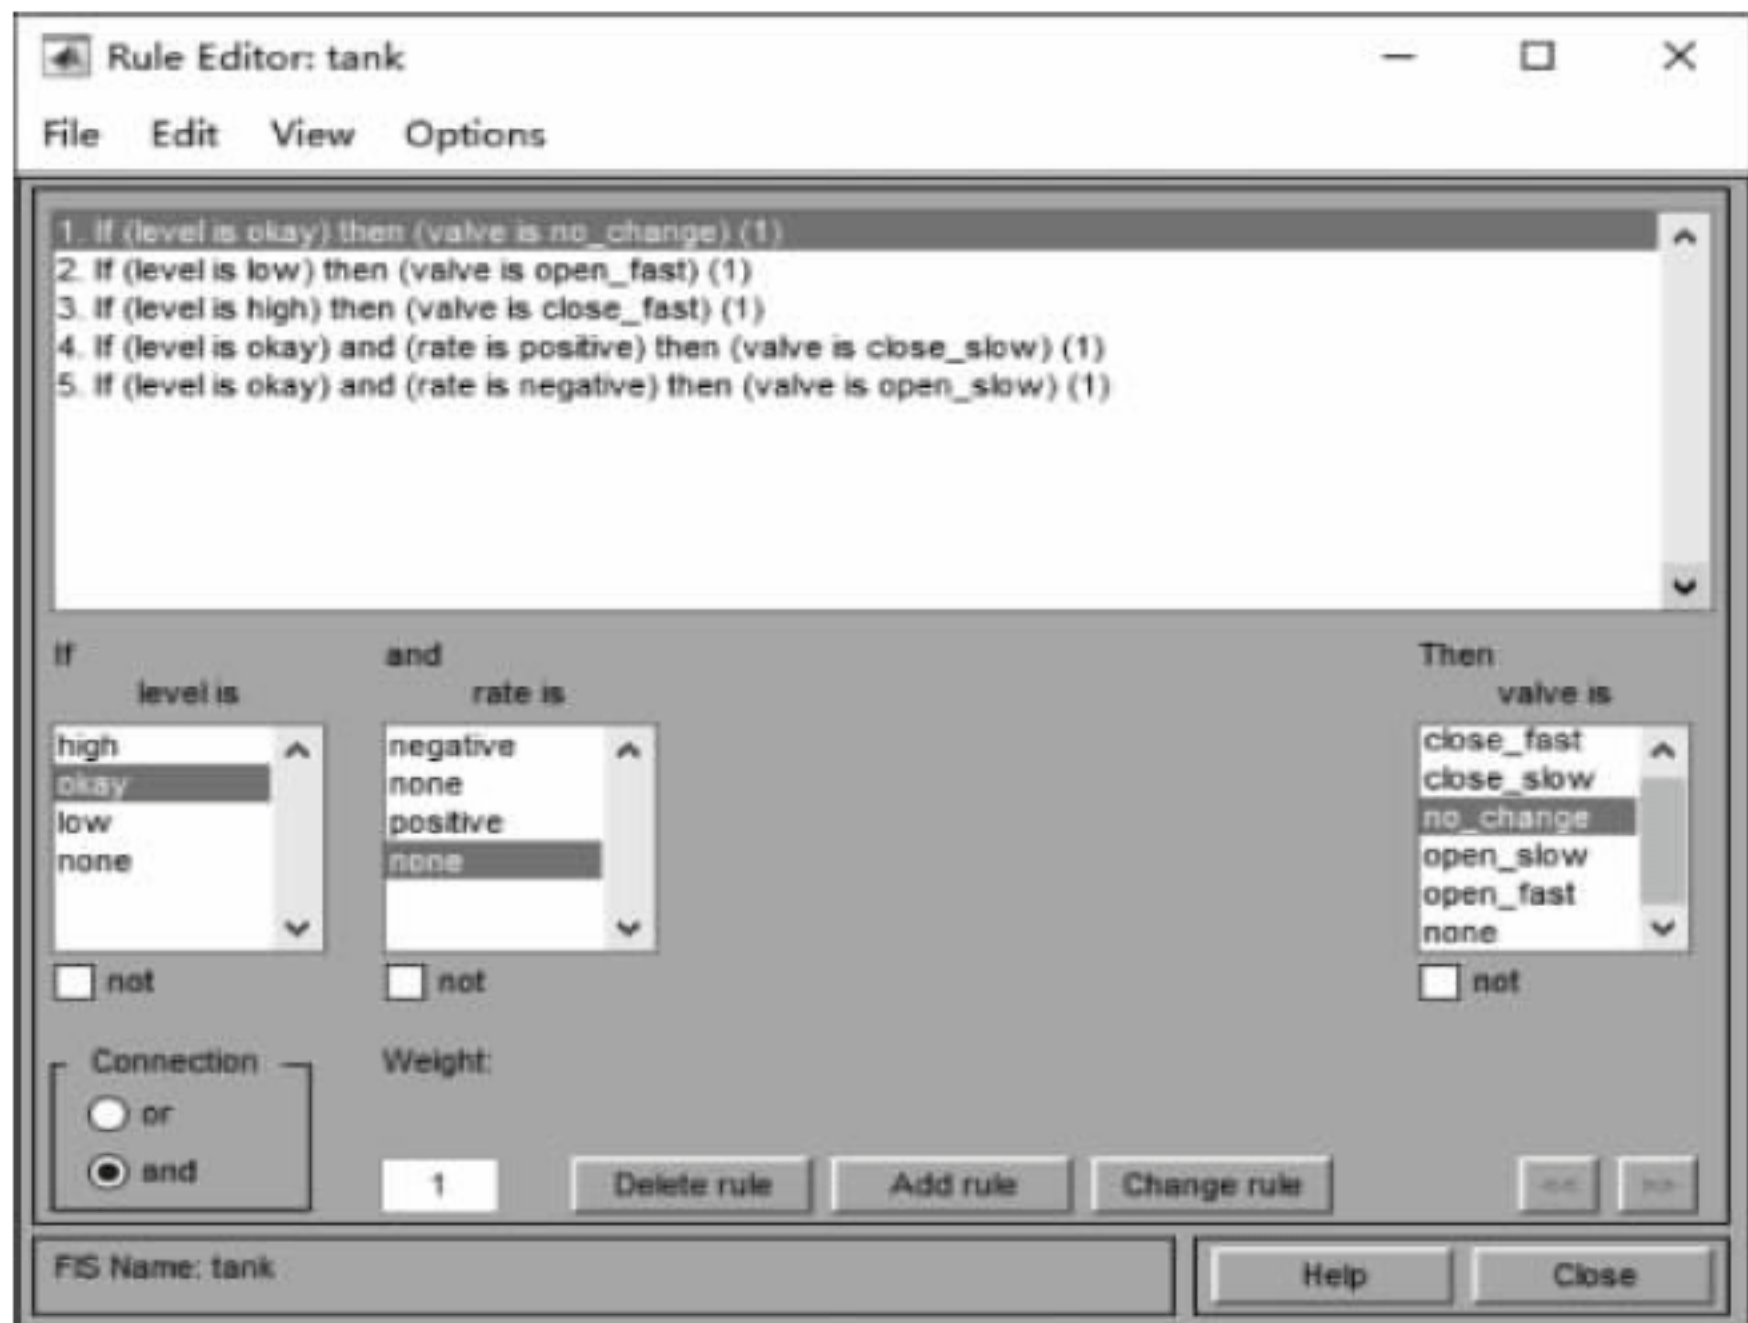 Rule Editor: tank
File Edit View Options
1. If (level is okay) then (valve is no_change) (1)
2. If (level is low) then (valve is open_fast) (1)
3. If (level is high) then (valve is close_fast) (1)
4. If (level is okay) and (rate is positive) then (valve is close_slow) (1)
5. If (level is okay) and (rate is negative) then (valve is open_slow) (1)
If and Then
level is rate is valve is
high negative close_fast
okay none close_slow
low positive no_change
none none open_slow
open_fast
none
not not not
Connection Weight:
or
and 1 Delete rule Add rule Change rule << >>
FIS Name: tank Help Close